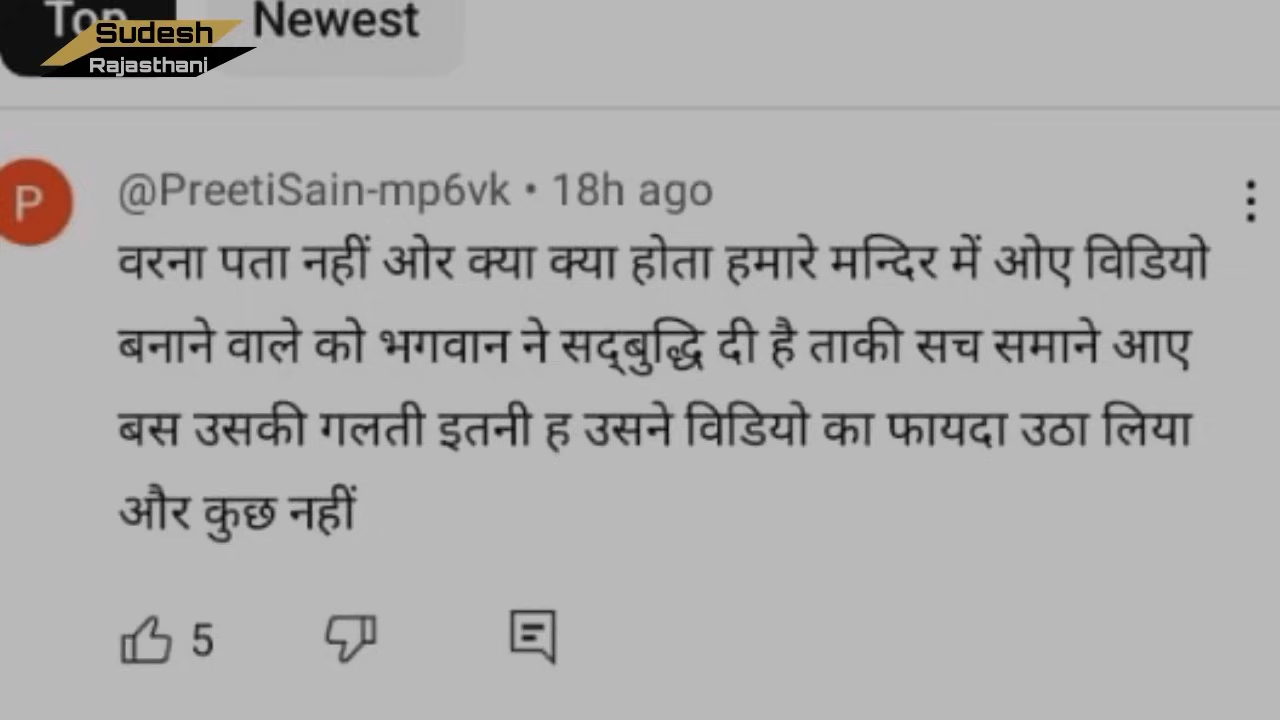 Top
Newest
Sudesh
Rajasthani
P
@PreetiSain-mp6vk • 18h ago
वरना पता नहीं ओर क्या क्या होता हमारे मन्दिर में ओए विडियो
बनाने वाले को भगवान ने सद्‌बुद्धि दी है ताकी सच समाने आए
बस उसकी गलती इतनी ह उसने विडियो का फायदा उठा लिया
और कुछ नहीं
5